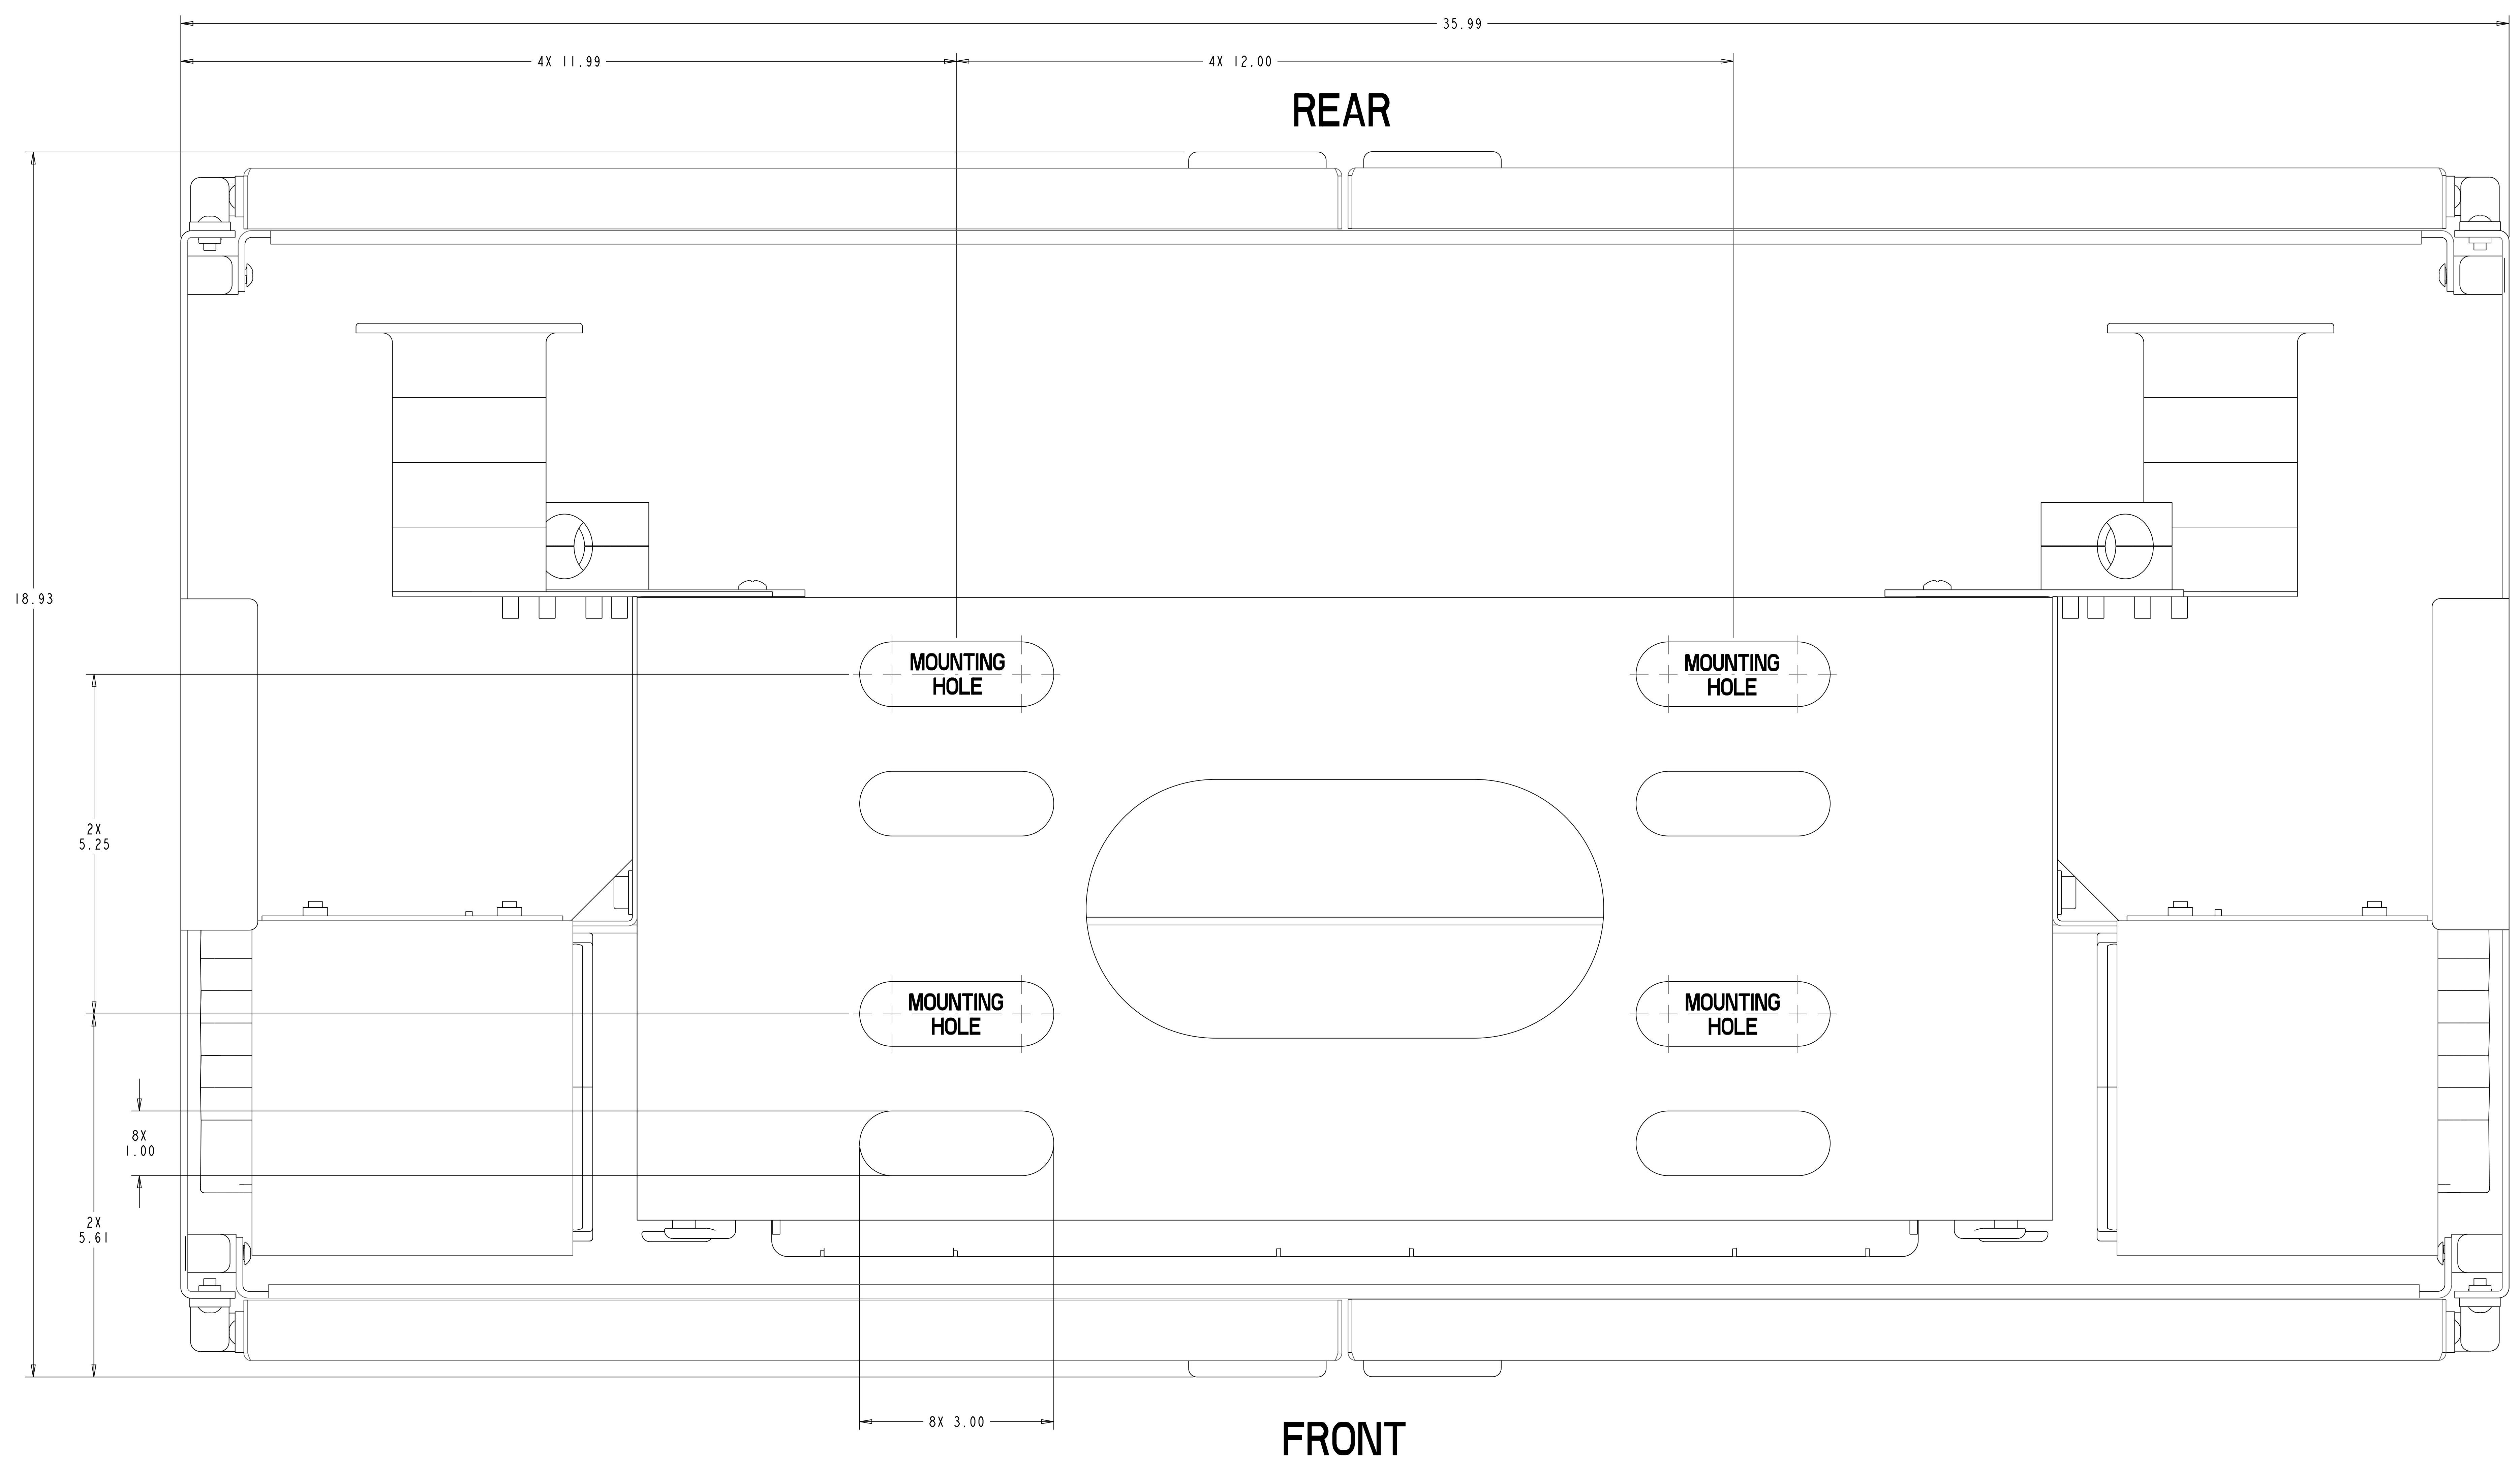 35.99
4X 11.99
4X 12.00
REAR
18.93
MOUNTING
HOLE
MOUNTING
HOLE
2X
5.25
MOUNTING
HOLE
MOUNTING
HOLE
8X
1.00
2X
5.61
8X 3.00
FRONT